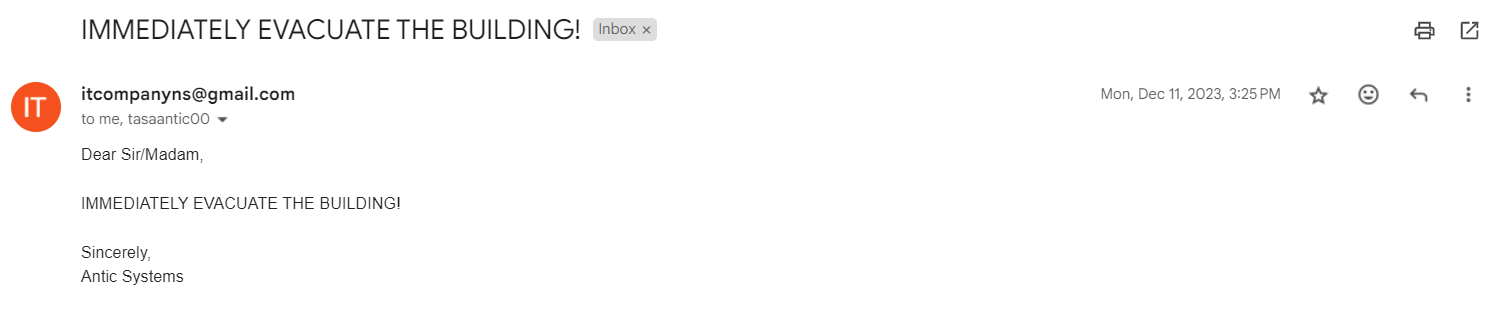 IMMEDIATELY EVACUATE THE BUILDING! Inbox ×
IT
itcompanyns@gmail.com
Mon, Dec 11, 2023, 3:25 PM
to me, tasaantic00
Dear Sir/Madam,
IMMEDIATELY EVACUATE THE BUILDING!
Sincerely,
Antic Systems